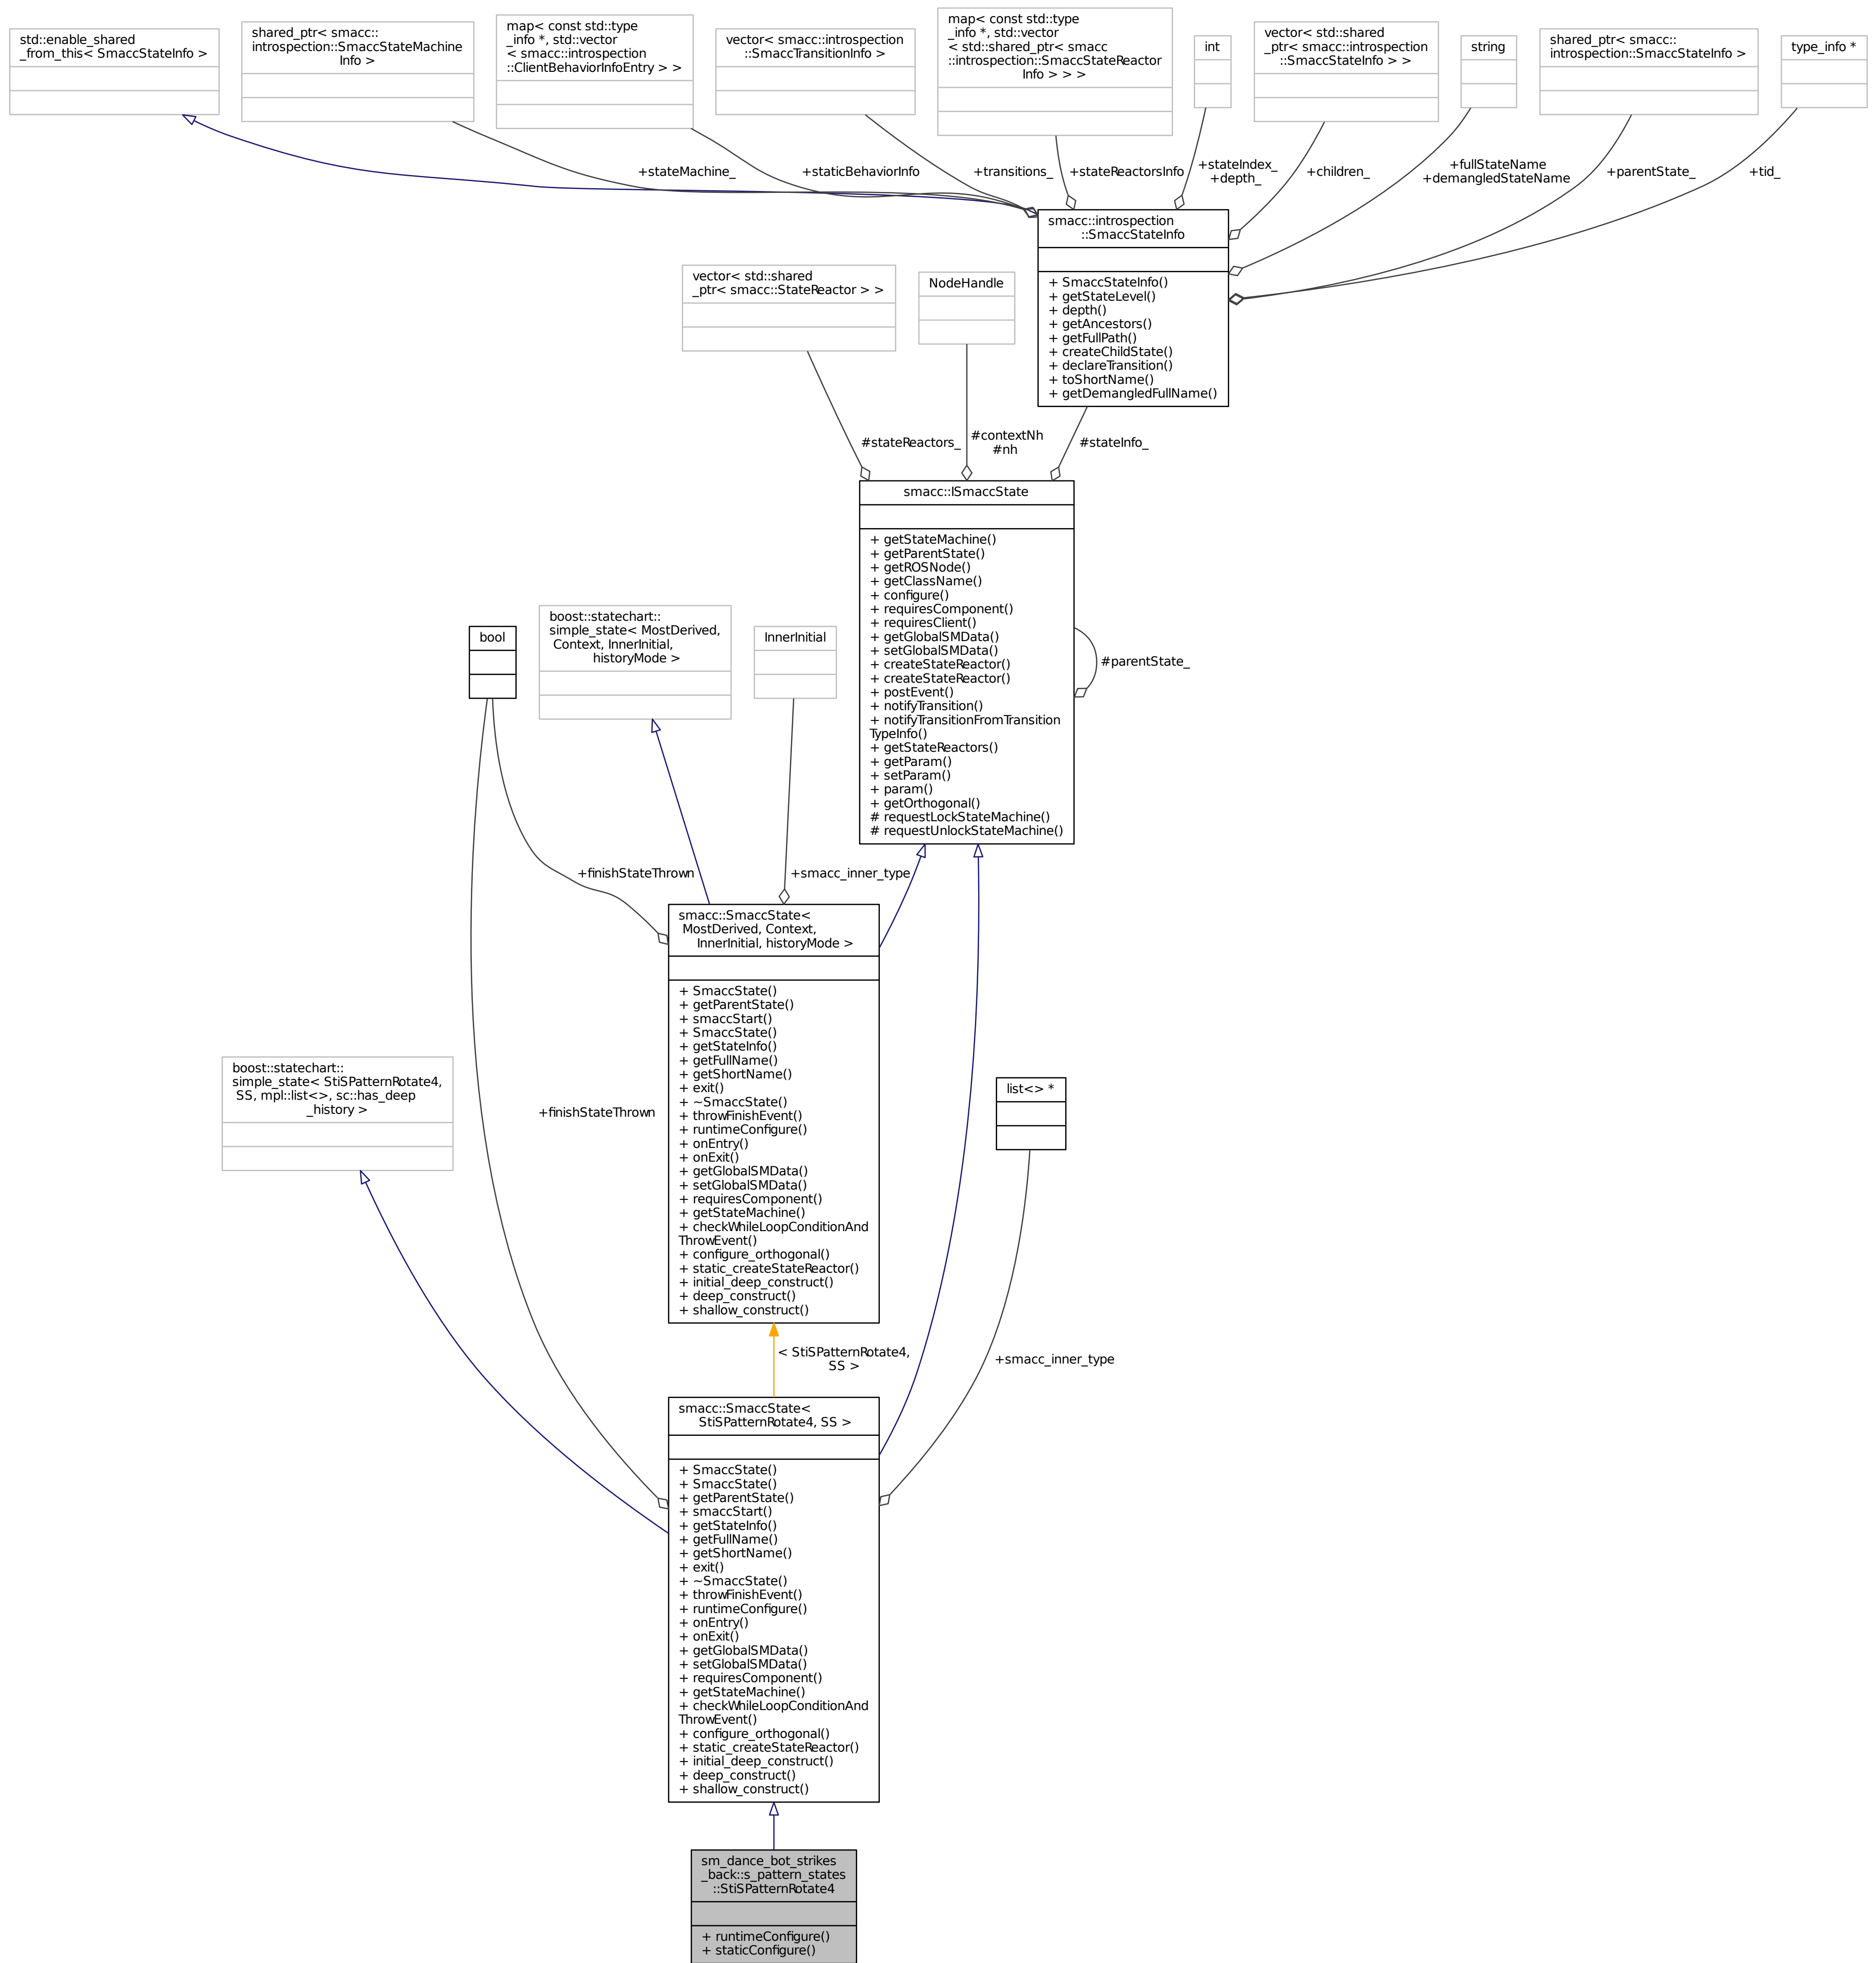 std::enable_shared
_from_this< SmaccStateInfo >
shared_ptr< smacc::
introspection::SmaccStateMachine
Info >
map< const std::type
_info *, std::vector
< smacc::introspection
::ClientBehaviorInfoEntry > >
vector< smacc::introspection
::SmaccTransitionInfo >
map< const std::type
_info *, std::vector
< std::shared_ptr< smacc
::introspection::SmaccStateReactor
Info > > >
int
vector< std::shared
_ptr< smacc::introspection
::SmaccStateInfo > >
string
shared_ptr< smacc::
introspection::SmaccStateInfo >
type_info *
+stateMachine_
+staticBehaviorInfo
+transitions_
+stateReactorsInfo
+stateIndex_
+depth_
+children_
+fullStateName
+demangledStateName
+parentState_
+tid_
smacc::introspection
::SmaccStateInfo
+ SmaccStateInfo()
+ getStateLevel()
+ depth()
+ getAncestors()
+ getFullPath()
+ createChildState()
+ declareTransition()
+ toShortName()
+ getDemangledFullName()
vector< std::shared
_ptr< smacc::StateReactor > >
NodeHandle
#stateReactors_
#contextNh
#nh
#stateInfo_
smacc::ISmaccState
+ getStateMachine()
+ getParentState()
+ getROSNode()
+ getClassName()
+ configure()
+ requiresComponent()
+ requiresClient()
+ getGlobalSMData()
+ setGlobalSMData()
+ createStateReactor()
+ createStateReactor()
+ postEvent()
+ notifyTransition()
+ notifyTransitionFromTransition
TypeInfo()
+ getStateReactors()
+ getParam()
+ setParam()
+ param()
+ getOrthogonal()
# requestLockStateMachine()
# requestUnlockStateMachine()
#parentState_
bool
boost::statechart::
simple_state< MostDerived,
Context, InnerInitial,
historyMode >
InnerInitial
+finishStateThrown
+smacc_inner_type
smacc::SmaccState<
MostDerived, Context,
InnerInitial, historyMode >
+ SmaccState()
+ getParentState()
+ smaccStart()
+ SmaccState()
+ getStateInfo()
+ getFullName()
+ getShortName()
+ exit()
+ ~SmaccState()
+ throwFinishEvent()
+ runtimeConfigure()
+ onEntry()
+ onExit()
+ getGlobalSMData()
+ setGlobalSMData()
+ requiresComponent()
+ getStateMachine()
+ checkWhileLoopConditionAnd
ThrowEvent()
+ configure_orthogonal()
+ static_createStateReactor()
+ initial_deep_construct()
+ deep_construct()
+ shallow_construct()
boost::statechart::
simple_state< StiSPatternRotate4,
SS, mpl::list<>, sc::has_deep
_history >
+finishStateThrown
list<> *
< StiSPatternRotate4,
SS >
+smacc_inner_type
smacc::SmaccState<
StiSPatternRotate4, SS >
+ SmaccState()
+ SmaccState()
+ getParentState()
+ smaccStart()
+ getStateInfo()
+ getFullName()
+ getShortName()
+ exit()
+ ~SmaccState()
+ throwFinishEvent()
+ runtimeConfigure()
+ onEntry()
+ onExit()
+ getGlobalSMData()
+ setGlobalSMData()
+ requiresComponent()
+ getStateMachine()
+ checkWhileLoopConditionAnd
ThrowEvent()
+ configure_orthogonal()
+ static_createStateReactor()
+ initial_deep_construct()
+ deep_construct()
+ shallow_construct()
sm_dance_bot_strikes
_back::s_pattern_states
::StiSPatternRotate4
+ runtimeConfigure()
+ staticConfigure()